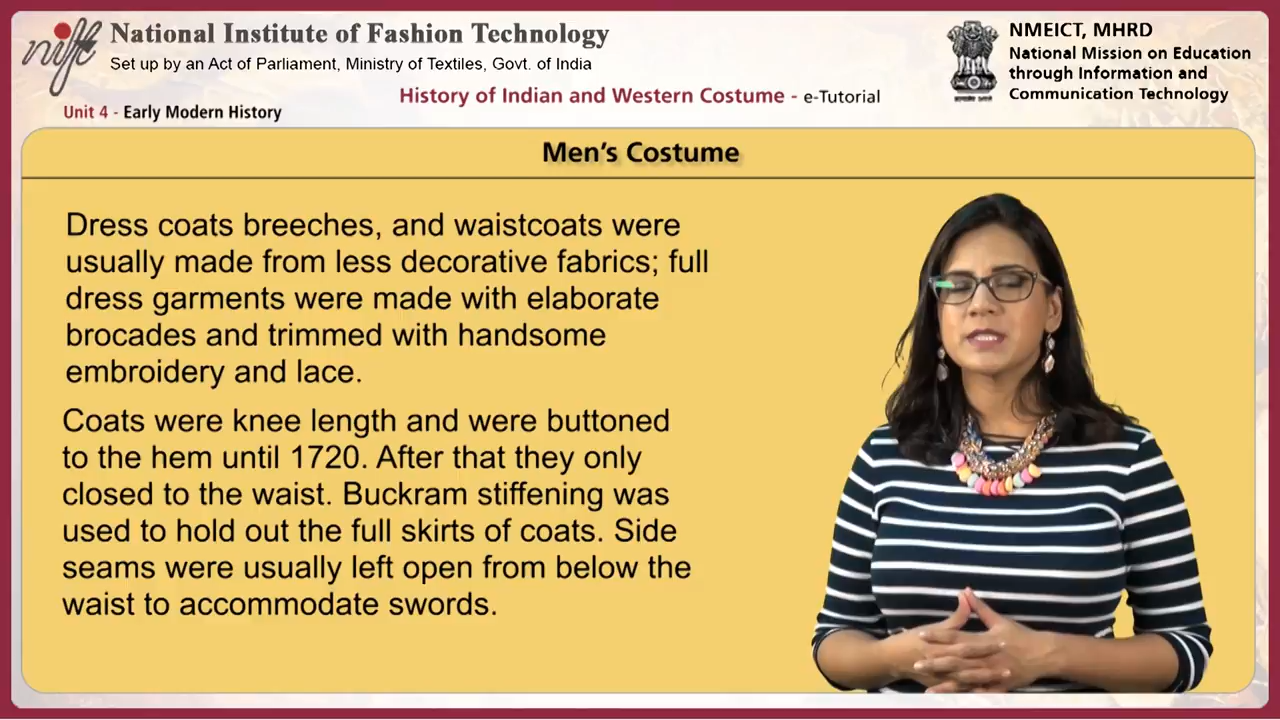 nift
National Institute of Fashion Technology
Set up by an Act of Parliament, Ministry of Textiles, Govt. of India
NMEICT, MHRD
National Mission on Education
through Information and
Communication Technology
History of Indian and Western Costume - e-Tutorial
Unit 4 - Early Modern History
Men's Costume
Dress coats breeches, and waistcoats were
usually made from less decorative fabrics; full
dress garments were made with elaborate
brocades and trimmed with handsome
embroidery and lace.
Coats were knee length and were buttoned
to the hem until 1720. After that they only
closed to the waist. Buckram stiffening was
used to hold out the full skirts of coats. Side
seams were usually left open from below the
waist to accommodate swords.